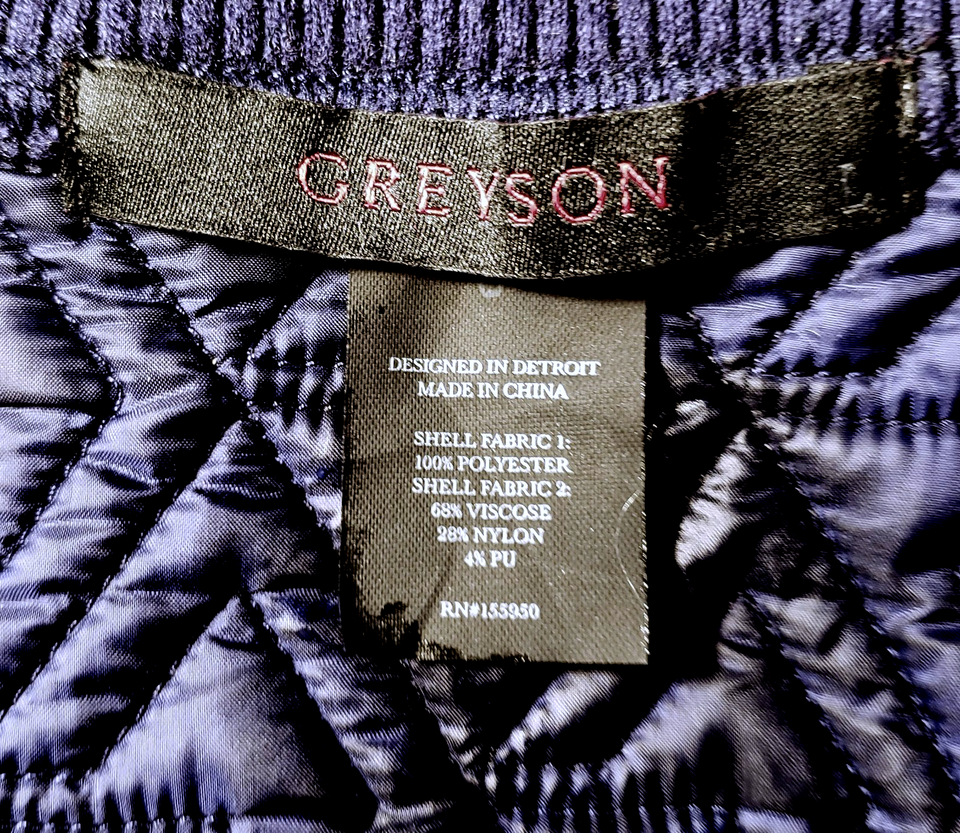 GREYSON
L
DESIGNED IN DETROIT
MADE IN CHINA
SHELL FABRIC 1:
100% POLYESTER
SHELL FABRIC 2:
68% VISCOSE
28% NYLON
4% PU
RN#155950